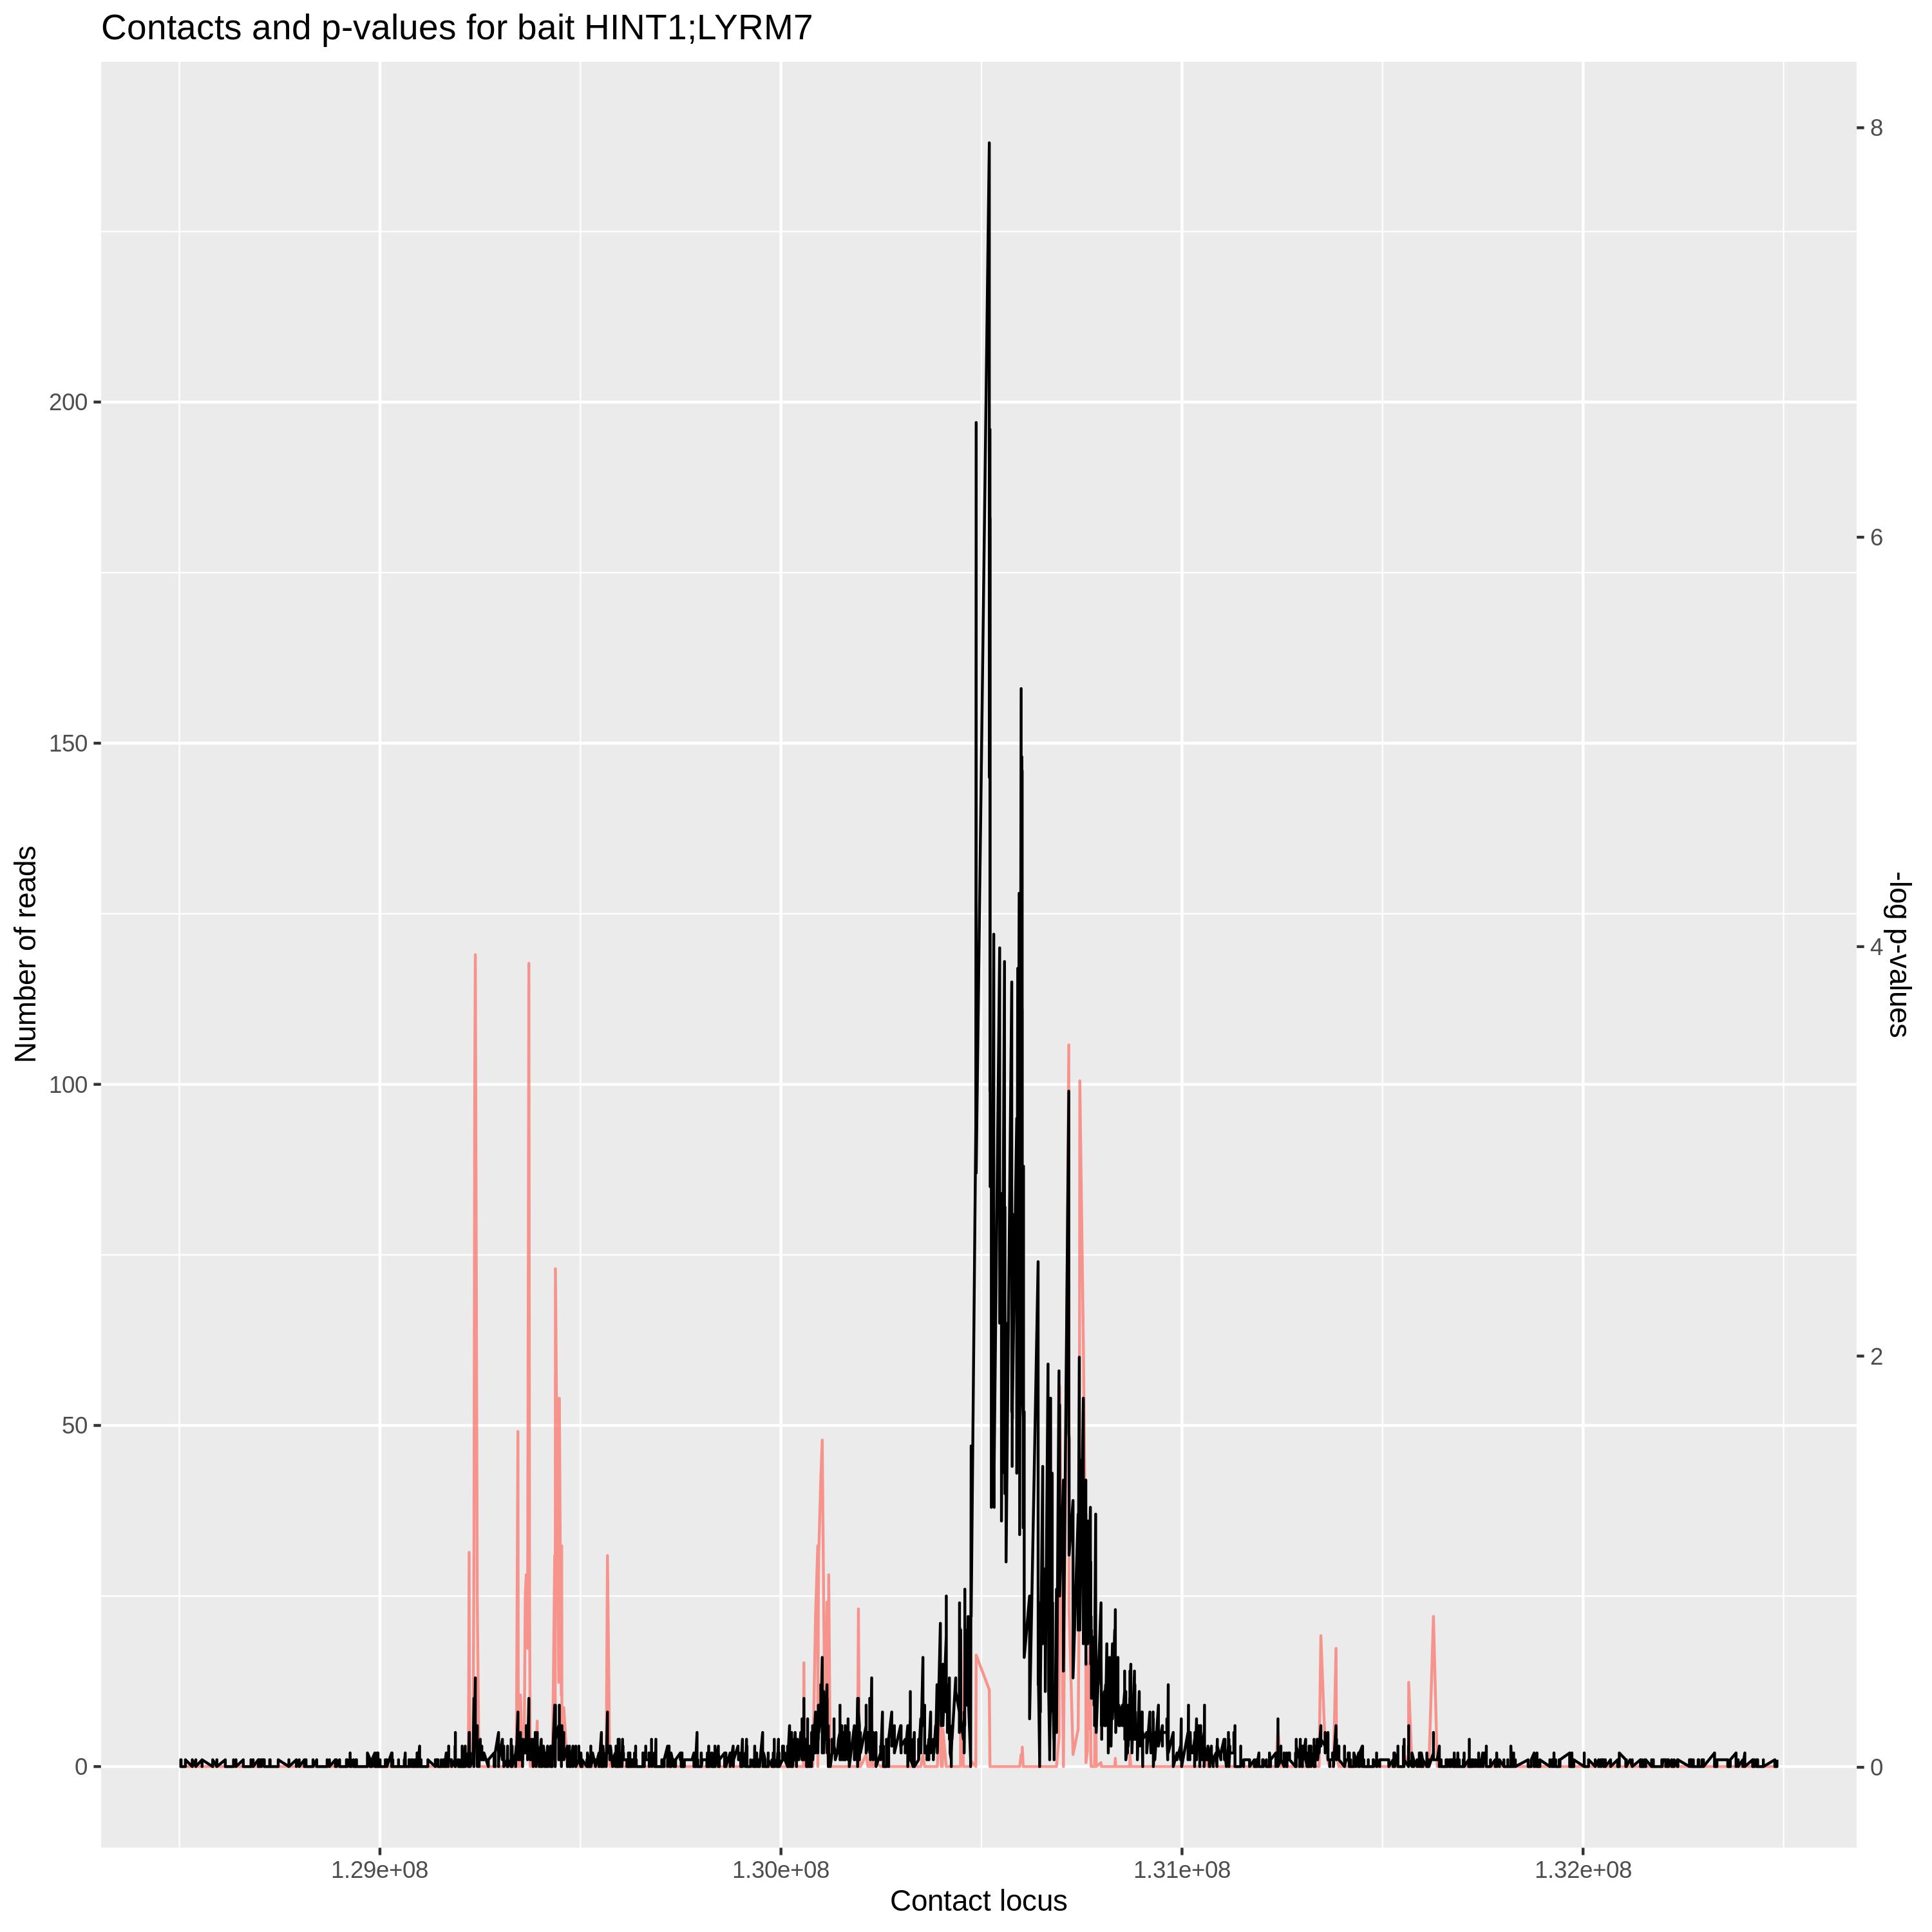 Contacts and p-values for bait HINT1;LYRM7
Number of reads
200
150
100
50
0
8
6
4
2
0
-log p-values
1.29e+08
1.30e+08
1.31e+08
1.32e+08
Contact locus